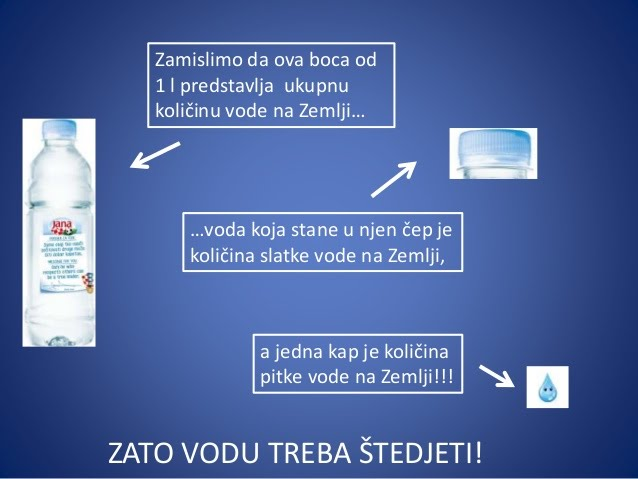 Zamislimo da ova boca od
1 l predstavlja ukupnu
količinu vode na Zemlji…
Jana
…voda koja stane u njen čep je
količina slatke vode na Zemlji,
a jedna kap je količina
pitke vode na Zemlji!!!
ZATO VODU TREBA ŠTEDJETI!